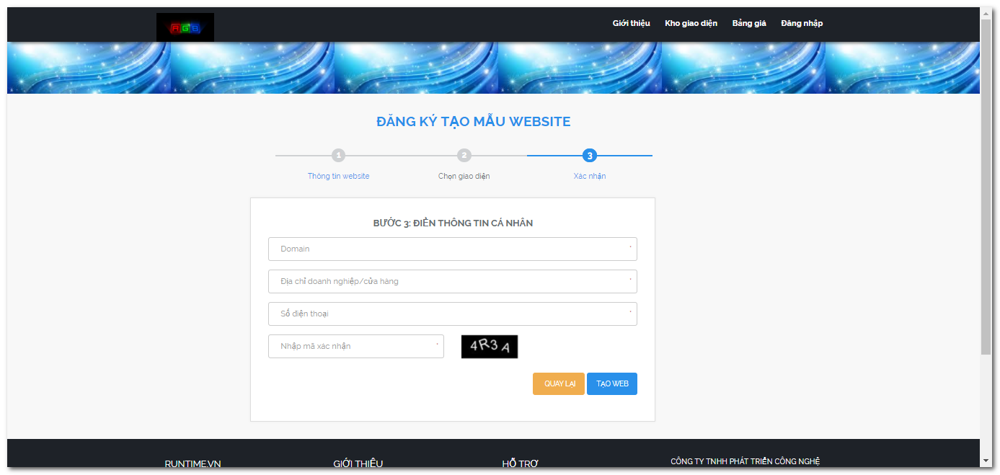 RGB
Giới thiệu Kho giao diện Bảng giá Đăng nhập
ĐĂNG KÝ TẠO MẪU WEBSITE
1 2 3
Thông tin website Chọn giao diện Xác nhận
BƯỚC 3: ĐIỀN THÔNG TIN CÁ NHÂN
Domain *
Địa chỉ doanh nghiệp/cửa hàng *
Số điện thoại *
Nhập mã xác nhận * 4R3A
QUAY LẠI TẠO WEB
RUNTIME.VN GIỚI THIỆU HỖ TRỢ CÔNG TY TNHH PHÁT TRIỂN CÔNG NGHỆ